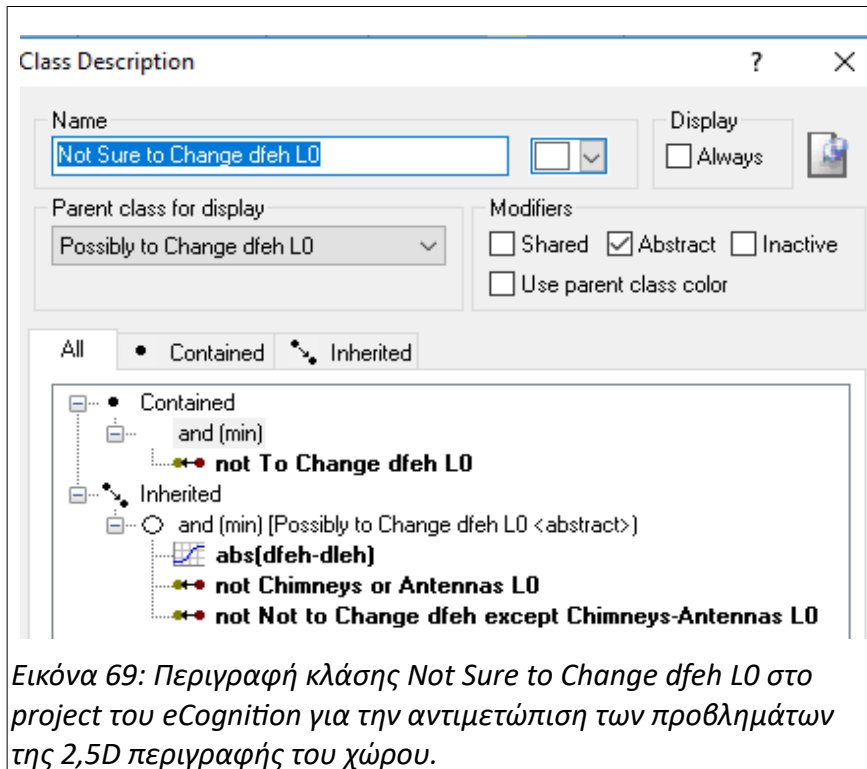 Class Description ? X
Name
Display
Not Sure to Change dfeh L0
Always
Parent class for display
Modifiers
Possibly to Change dfeh L0
Shared Abstract Inactive
Use parent class color
All Contained Inherited
Contained
and (min)
not To Change dfeh L0
Inherited
and (min) [Possibly to Change dfeh L0 <abstract>)
abs(dfeh-dleh)
not Chimneys or Antennas L0
not Not to Change dfeh except Chimneys-Antennas L0
Εικόνα 69: Περιγραφή κλάσης Not Sure to Change dfeh L0 στο
project του eCognition για την αντιμετώπιση των προβλημάτων
της 2,5D περιγραφής του χώρου.